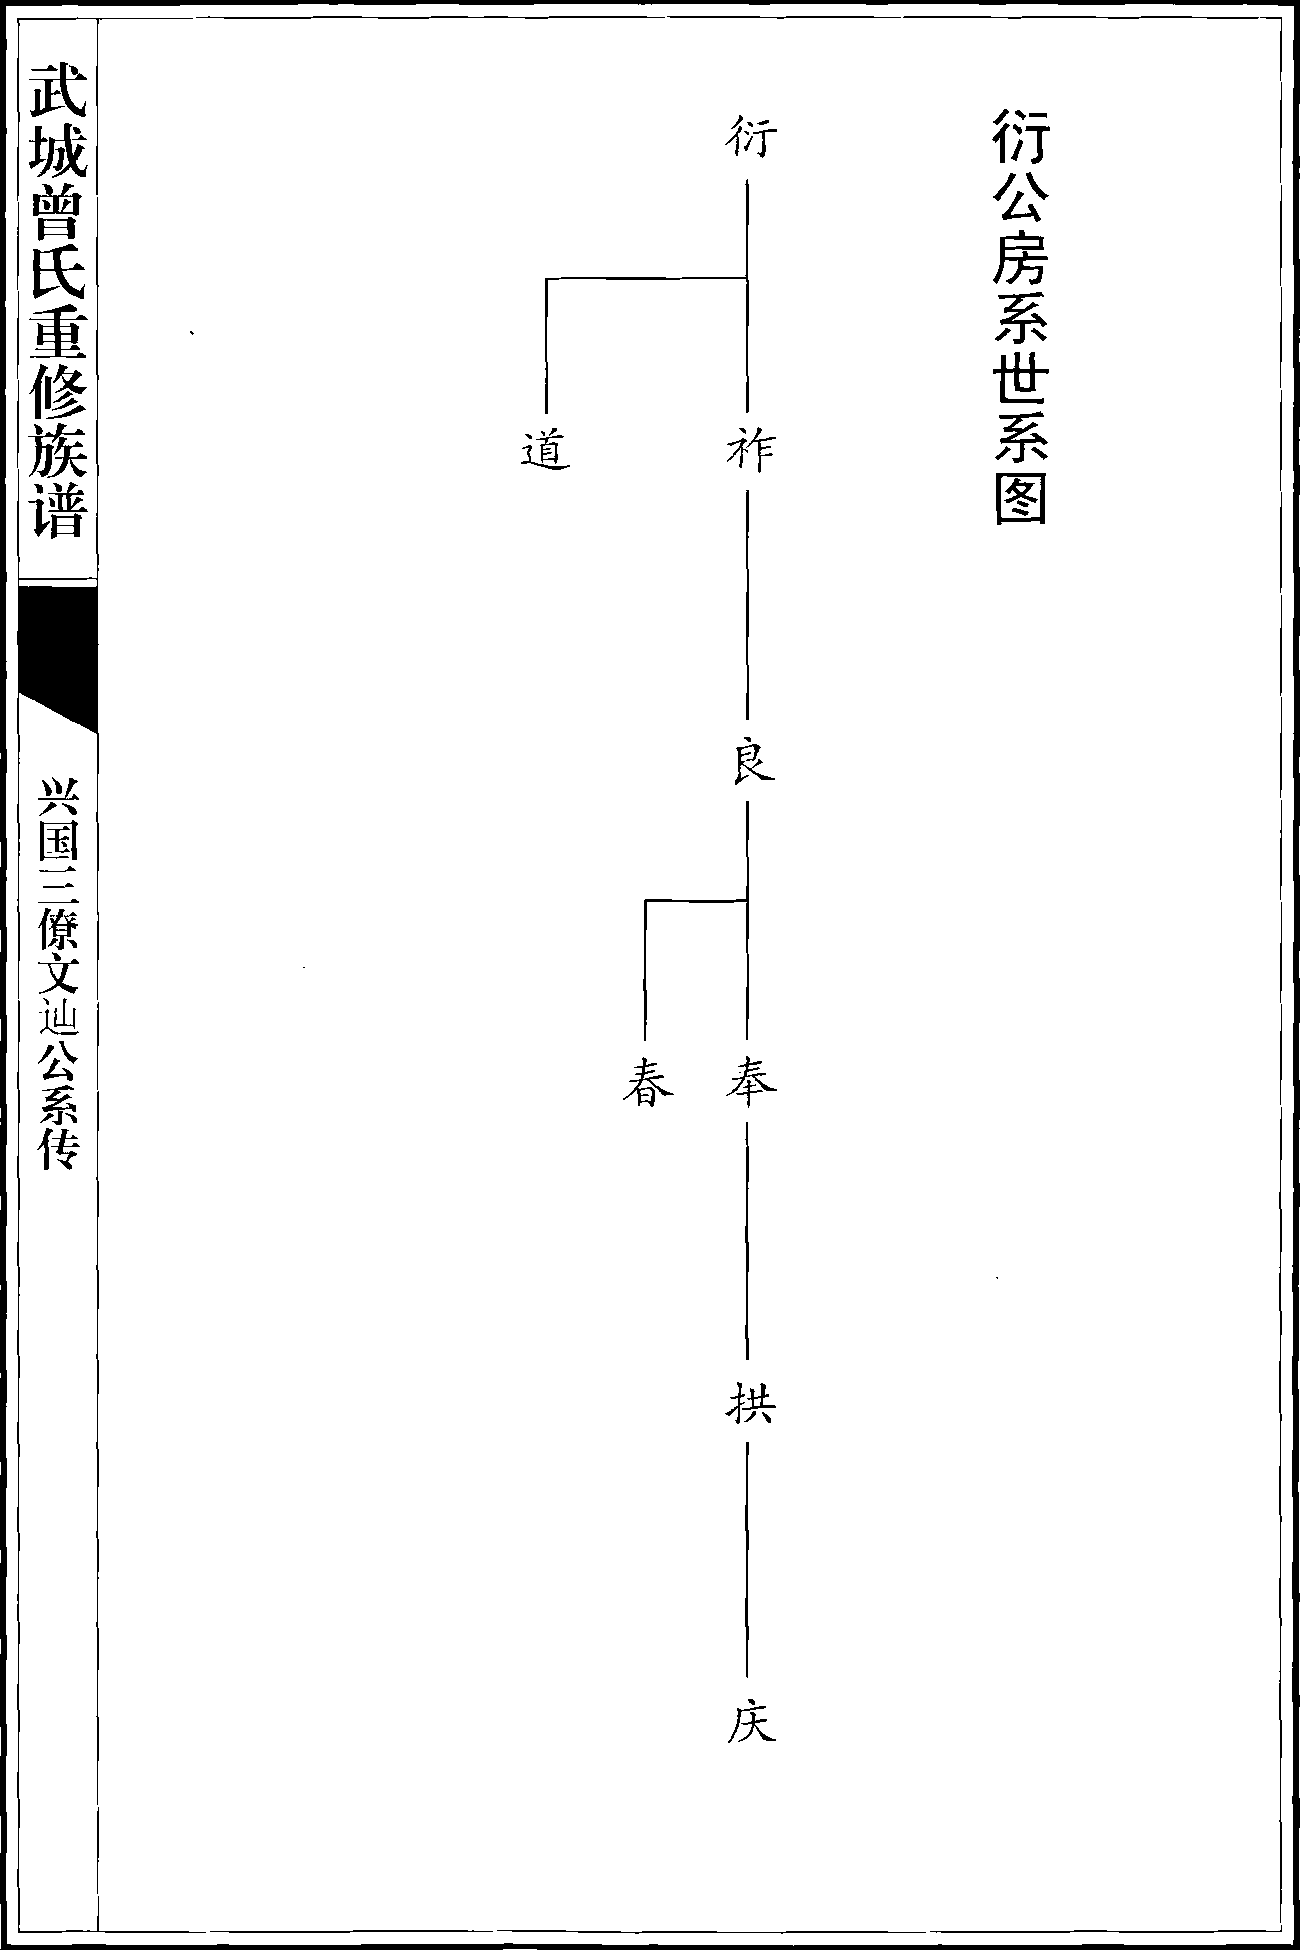 衍公房系世系图
衍
祚 道
良
奉 春
拱
庆
武城曾氏重修族谱
兴国三僚文辿公系传